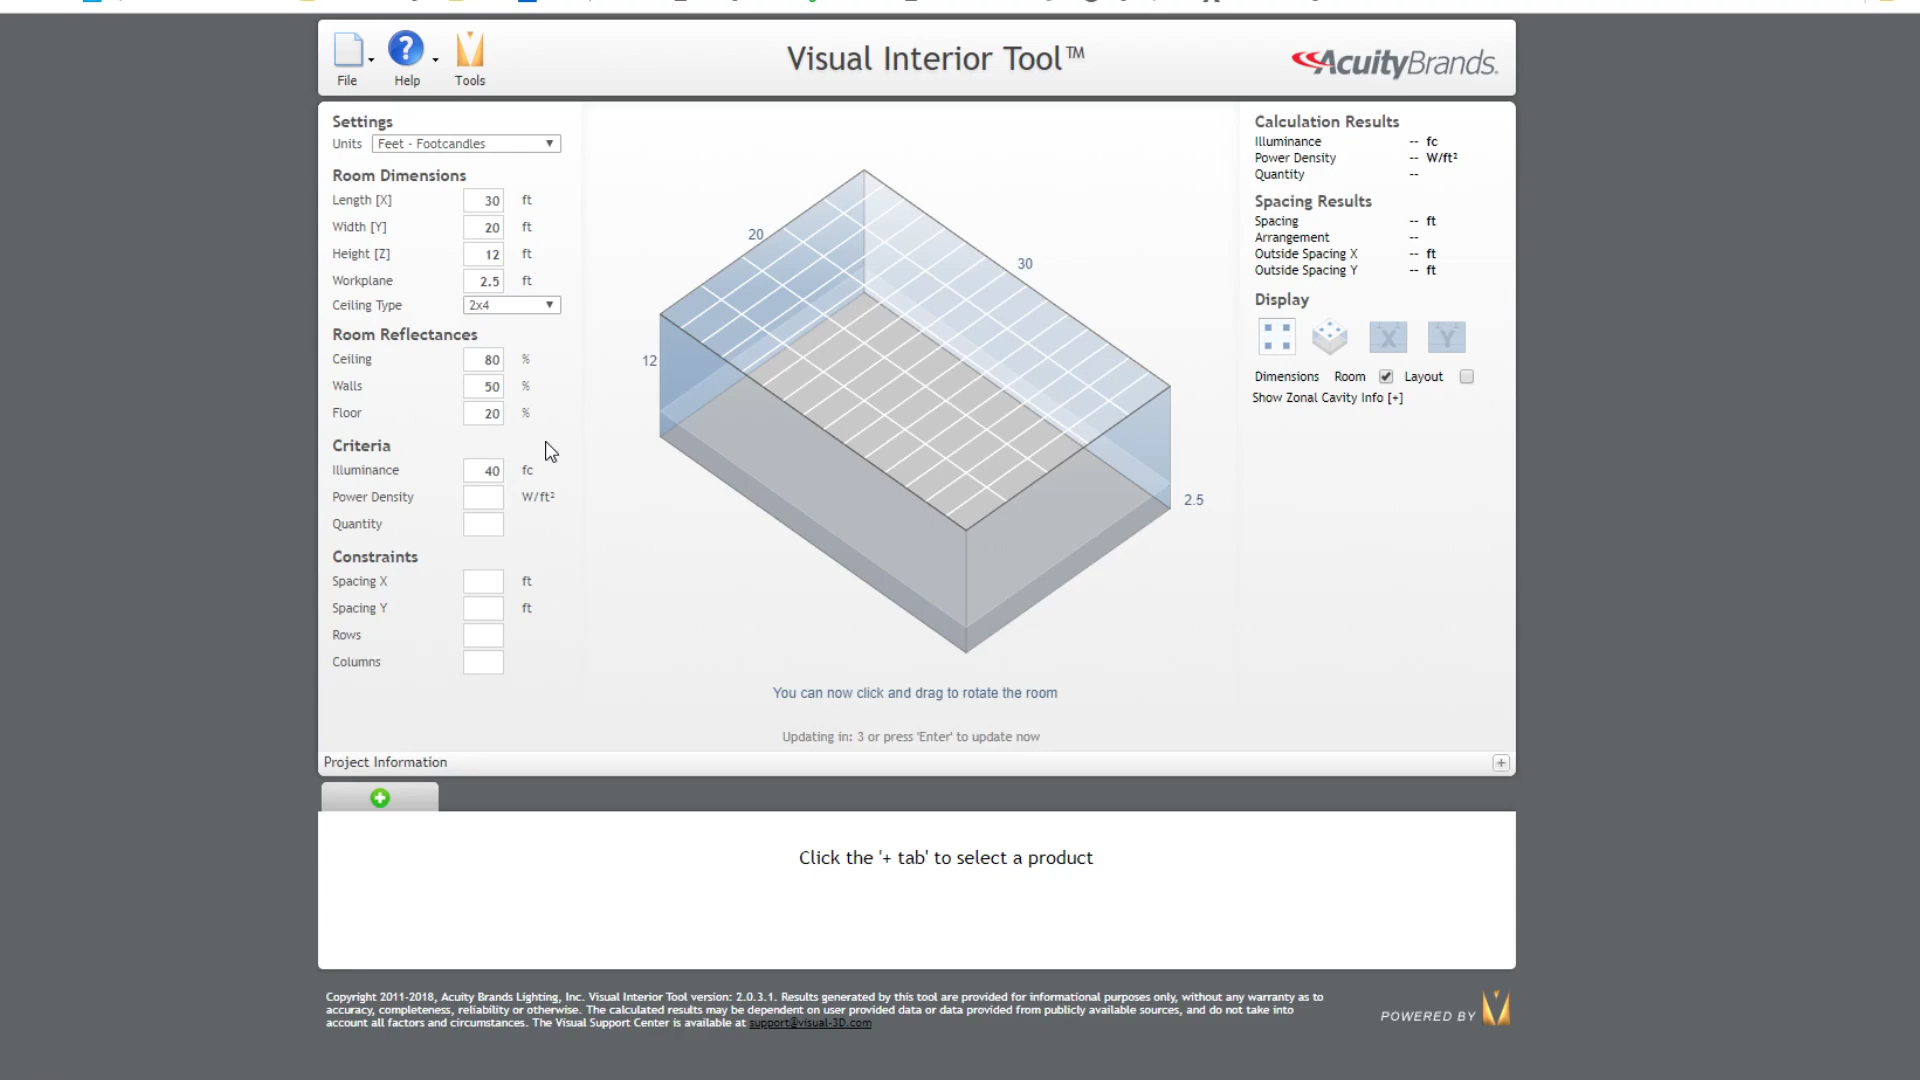 File
Help
Tools
Visual Interior Tool™
AcuityBrands.
Settings
Units Feet - Footcandles
Room Dimensions
Length [X] 30 ft
Width [Y] 20 ft
Height [Z] 12 ft
Workplane 2.5 ft
Ceiling Type 2x4
Room Reflectances
Ceiling 80 %
Walls 50 %
Floor 20 %
Criteria
Illuminance 40 fc
Power Density W/ft²
Quantity
Constraints
Spacing X ft
Spacing Y ft
Rows
Columns
20
30
12
2.5
You can now click and drag to rotate the room
Updating in: 3 or press 'Enter' to update now
Calculation Results
Illuminance -- fc
Power Density -- W/ft²
Quantity --
Spacing Results
Spacing -- ft
Arrangement --
Outside Spacing X -- ft
Outside Spacing Y -- ft
Display
X
Y
Dimensions Room Layout
Show Zonal Cavity Info [+]
Project Information
Click the '+ tab' to select a product
Copyright 2011-2018, Acuity Brands Lighting, Inc. Visual Interior Tool version: 2.0.3.1. Results generated by this tool are provided for informational purposes only, without any warranty as to
accuracy, completeness, reliability or otherwise. The calculated results may be dependent on user provided data or data provided from publicly available sources, and do not take into
account all factors and circumstances. The Visual Support Center is available at support@visual-3D.com
POWERED BY